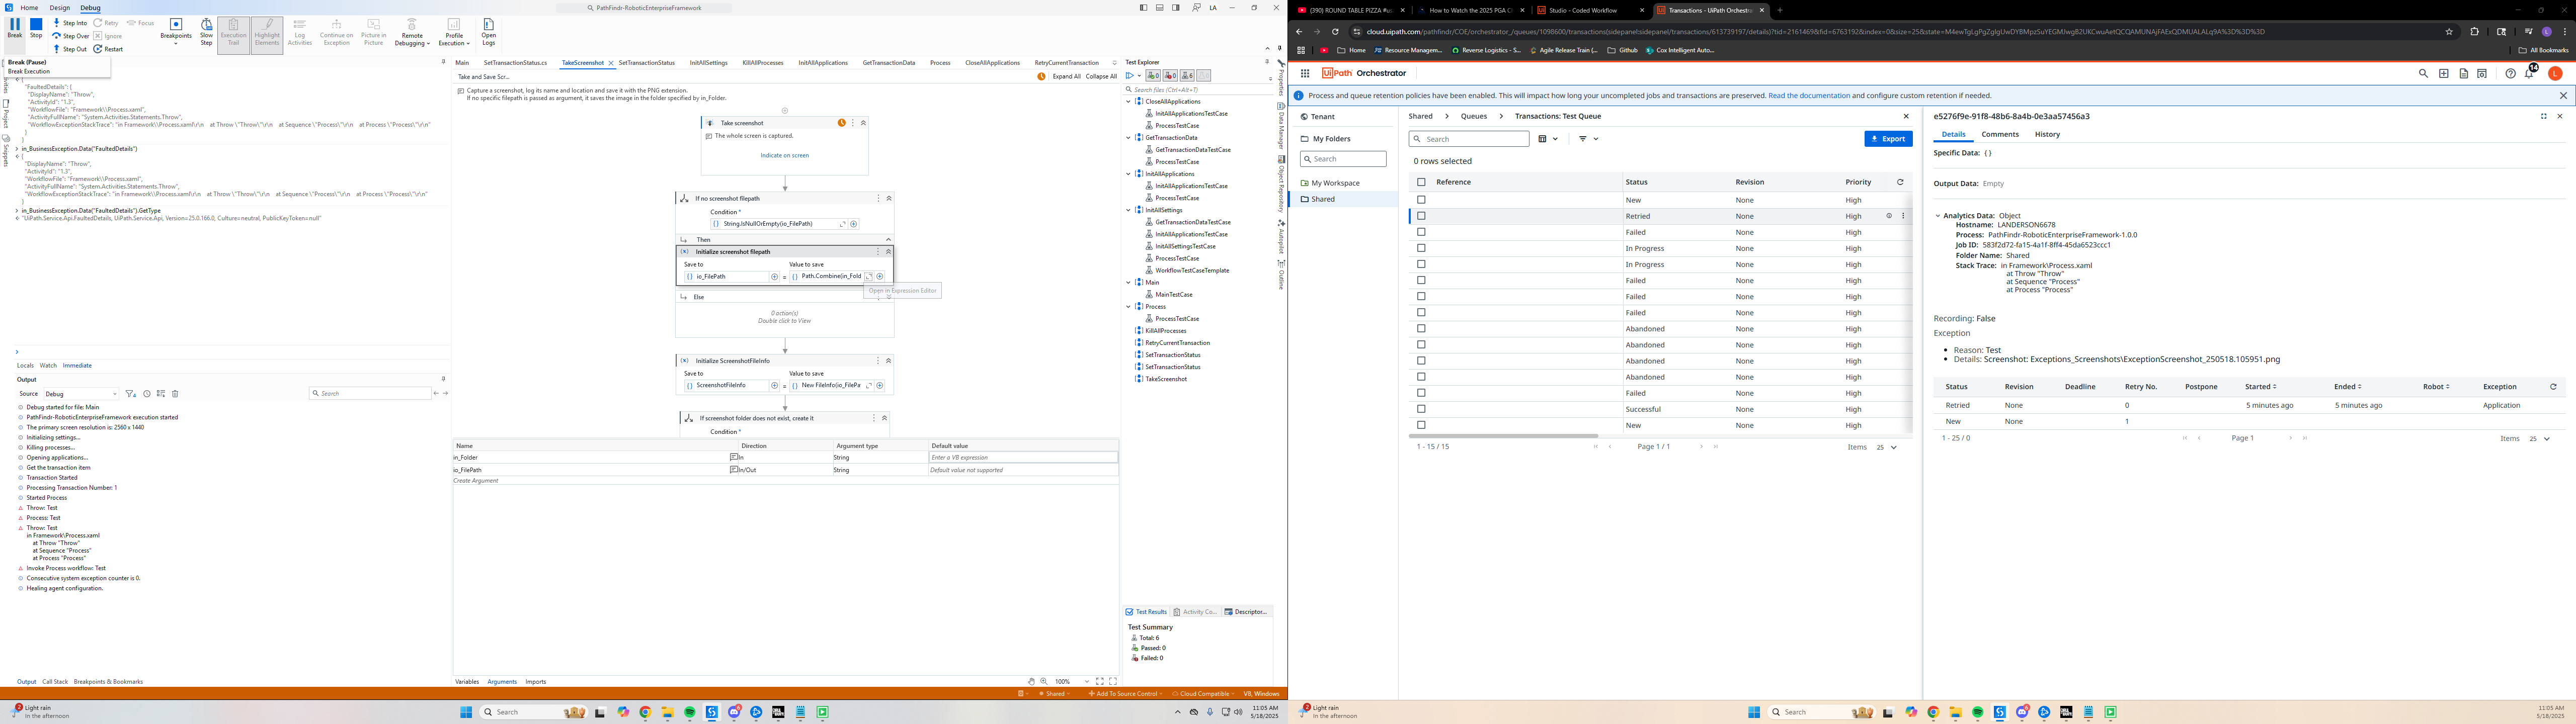 Home Design Debug
PathFindr-RoboticEnterpriseFramework
LA
Break
Stop
Step Into
Step Over
Step Out
Retry
Ignore
Restart
Focus
Breakpoints
Slow Step
Execution Trail
Highlight Elements
Log Activities
Continue on Exception
Picture in Picture
Remote Debugging
Profile Execution
Open Logs
Break (Pause)
Break Execution
Project
Snippets
"FaultedDetails": {
"DisplayName": "Throw",
"ActivityId": "1.3",
"WorkflowFile": "Framework\\Process.xaml",
"ActivityFullName": "System.Activities.Statements.Throw",
"WorkflowExceptionStackTrace": "in Framework\\Process.xaml\r\n at Throw \"Throw\"\r\n at Sequence \"Process\"\r\n at Process \"Process\"\r\n"
}
}
in_BusinessException.Data("FaultedDetails")
{
"DisplayName": "Throw",
"ActivityId": "1.3",
"WorkflowFile": "Framework\\Process.xaml",
"ActivityFullName": "System.Activities.Statements.Throw",
"WorkflowExceptionStackTrace": "in Framework\\Process.xaml\r\n at Throw \"Throw\"\r\n at Sequence \"Process\"\r\n at Process \"Process\"\r\n"
}
in_BusinessException.Data("FaultedDetails").GetType
"UiPath.Service.Api.FaultedDetails, UiPath.Service.Api, Version=25.0.166.0, Culture=neutral, PublicKeyToken=null"
Locals Watch Immediate
Output
Source Debug
Search
Debug started for file: Main
PathFindr-RoboticEnterpriseFramework execution started
The primary screen resolution is: 2560 x 1440
Initializing settings...
Killing processes...
Opening applications...
Get the transaction item
Transaction Started
Processing Transaction Number: 1
Started Process
Throw: Test
Process: Test
Throw: Test
in Framework\Process.xaml
at Throw "Throw"
at Sequence "Process"
at Process "Process"
Invoke Process workflow: Test
Consecutive system exception counter is 0.
Healing agent configuration.
Output Call Stack Breakpoints & Bookmarks
Main SetTransactionStatus.cs TakeScreenshot SetTransactionStatus InitAllSettings KillAllProcesses InitAllApplications GetTransactionData Process CloseAllApplications RetryCurrentTransaction
Take and Save Scr...
Expand All Collapse All
Capture a screenshot, log its name and location and save it with the PNG extension.
If no specific filepath is passed as argument, it saves the image in the folder specified by in_Folder.
Take screenshot
The whole screen is captured.
Indicate on screen
If no screenshot filepath
Condition *
String.IsNullOrEmpty(io_FilePath)
Then
Initialize screenshot filepath
Save to Value to save
io_FilePath = Path.Combine(in_Fold
Open in Expression Editor
Else
0 action(s)
Double click to View
Initialize ScreenshotFileInfo
Save to Value to save
ScreenshotFileInfo = New FileInfo(io_FilePa
If screenshot folder does not exist, create it
Condition *
Name Direction Argument type Default value
in_Folder In String Enter a VB expression
io_FilePath In/Out String Default value not supported
Create Argument
Variables Arguments Imports
100%
Test Explorer
0 0 6
Search files (Ctrl+Alt+T)
CloseAllApplications
InitAllApplicationsTestCase
ProcessTestCase
GetTransactionData
GetTransactionDataTestCase
ProcessTestCase
InitAllApplications
InitAllApplicationsTestCase
ProcessTestCase
InitAllSettings
GetTransactionDataTestCase
InitAllApplicationsTestCase
InitAllSettingsTestCase
ProcessTestCase
WorkflowTestCaseTemplate
Main
MainTestCase
Process
ProcessTestCase
KillAllProcesses
RetryCurrentTransaction
SetTransactionStatus
SetTransactionStatus
TakeScreenshot
Test Results Activity Co... Descriptor...
Test Summary
Total: 6
Passed: 0
Failed: 0
Properties
Data Manager
Object Repository
Autopilot
Outline
Shared Add To Source Control Cloud Compatible VB, Windows
Light rain
In the afternoon
Search
11:05 AM
5/18/2025
(390) ROUND TABLE PIZZA #us
How to Watch the 2025 PGA C
Studio - Coded Workflow
Transactions - UiPath Orchestr
Home Resource Managem... Reverse Logistics - S... Agile Release Train (... Github Cox Intelligent Auto...
All Bookmarks
UiPath Orchestrator
14
L
Process and queue retention policies have been enabled. This will impact how long your uncompleted jobs and transactions are preserved. Read the documentation and configure custom retention if needed.
Tenant
My Folders
Search
My Workspace
Shared
Shared > Queues > Transactions: Test Queue
Search
Export
0 rows selected
Reference Status Revision Priority
New None High
Retried None High
Failed None High
In Progress None High
In Progress None High
Failed None High
Failed None High
Failed None High
Abandoned None High
Abandoned None High
Abandoned None High
Abandoned None High
Failed None High
Successful None High
New None High
1 - 15 / 15 Page 1 / 1 Items 25
e5276f9e-91f8-48b6-8a4b-0e3aa57456a3
Details Comments History
Specific Data: { }
Output Data: Empty
Analytics Data: Object
Hostname: LANDERSON6678
Process: PathFindr-RoboticEnterpriseFramework-1.0.0
Job ID: 583f2d72-fa15-4a1f-8ff4-45da6523ccc1
Folder Name: Shared
Stack Trace: in Framework\Process.xaml
at Throw "Throw"
at Sequence "Process"
at Process "Process"
Recording: False
Exception
Reason: Test
Details: Screenshot: Exceptions_Screenshots\ExceptionScreenshot_250518.105951.png
Status Revision Deadline Retry No. Postpone Started Ended Robot Exception
Retried None 0 5 minutes ago 5 minutes ago Application
New None 1
1 - 25 / 0 Page 1 Items 25
Light rain
In the afternoon
Search
11:05 AM
5/18/2025